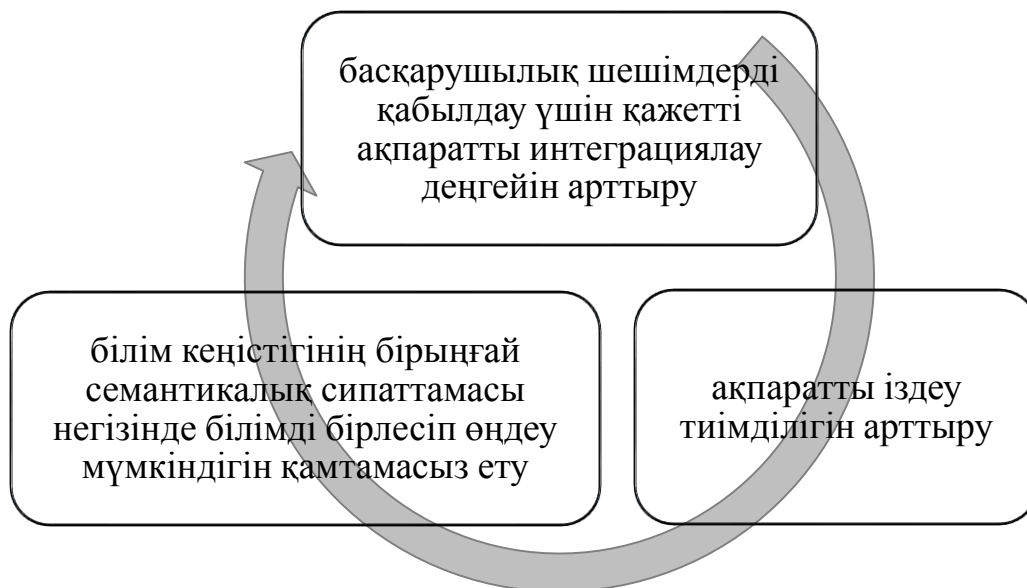 басқарушылық шешімдерді
қабылдау үшін қажетті
ақпаратты интеграциялау
деңгейін арттыру
ақпаратты іздеу
тиімділігін арттыру
білім кеңістігінің бірыңғай
семантикалық сипаттамасы
негізінде білімді бірлесіп өңдеу
мүмкіндігін қамтамасыз ету